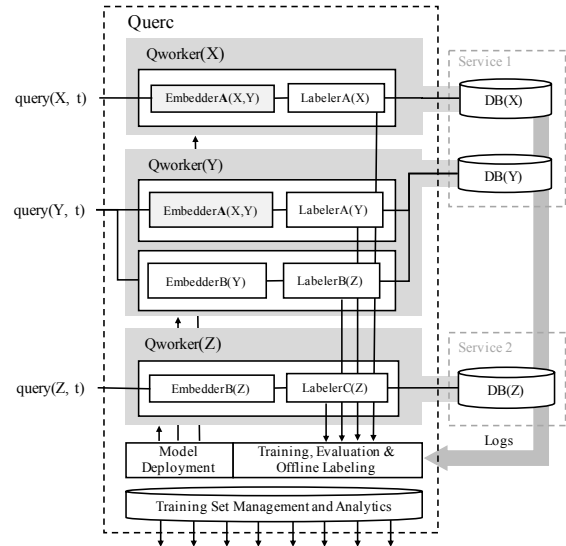 Querc
Qworker(X)
Service 1
query(X, t)
EmbedderA(X,Y)
LabelerA(X)
DB(X)
Qworker(Y)
DB(Y)
query(Y, t)
EmbedderA(X,Y)
LabelerA(Y)
EmbedderB(Y)
LabelerB(Z)
Qworker(Z)
Service 2
query(Z, t)
EmbedderB(Z)
LabelerC(Z)
DB(Z)
Model
Deployment
Training, Evaluation &
Offline Labeling
Logs
Training Set Management and Analytics